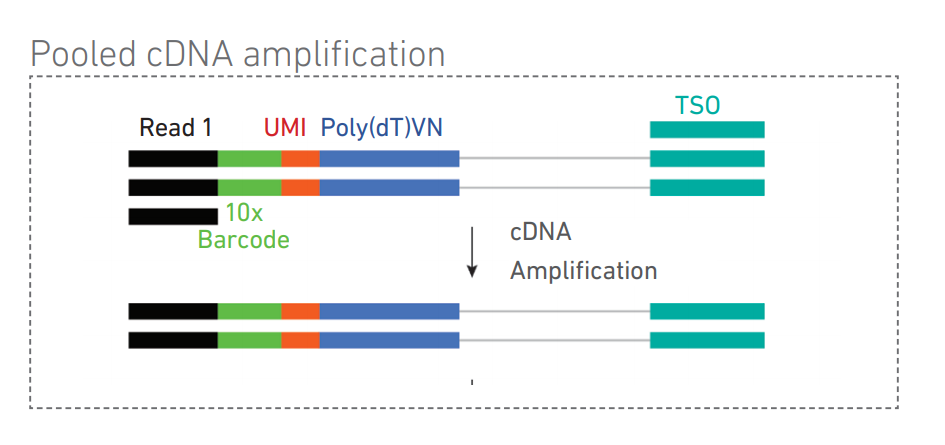 Pooled cDNA amplification
TSO
Read 1 UMI Poly(dT)VN
10x
Barcode
cDNA
Amplification